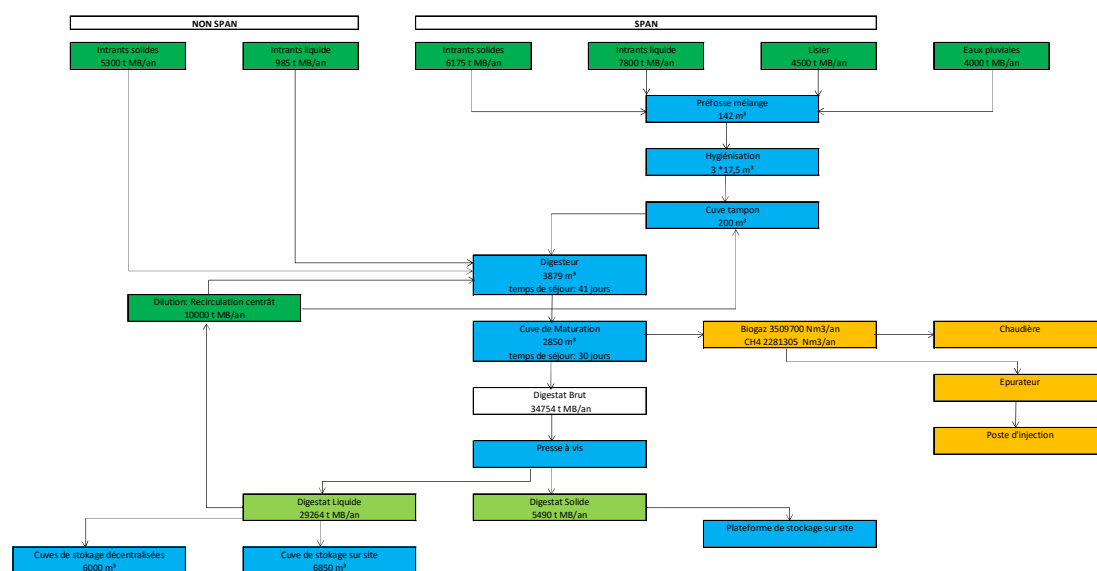 NON SPAN
SPAN
Intrants solides
5300 t MB/an
Intrants liquide
985 t MB/an
Intrants solides
6175 t MB/an
Intrants liquide
7800 t MB/an
Lisier
4500 t MB/an
Eaux pluviales
4000 t MB/an
Préfosse mélange
142 m³
Hygiénisation
3 *17,5 m³
Cuve tampon
200 m³
Digesteur
3879 m³
temps de séjour: 41 jours
Dilution: Recirculation centrât
10000 t MB/an
Cuve de Maturation
2850 m³
temps de séjour: 30 jours
Biogaz 3509700 Nm3/an
CH4 2281305 Nm3/an
Chaudière
Epurateur
Digestat Brut
34754 t MB/an
Poste d'injection
Presse à vis
Digestat Liquide
29264 t MB/an
Digestat Solide
5490 t MB/an
Plateforme de stockage sur site
Cuves de stokage décentralisées
6000 m³
Cuve de stokage sur site
6850 m³